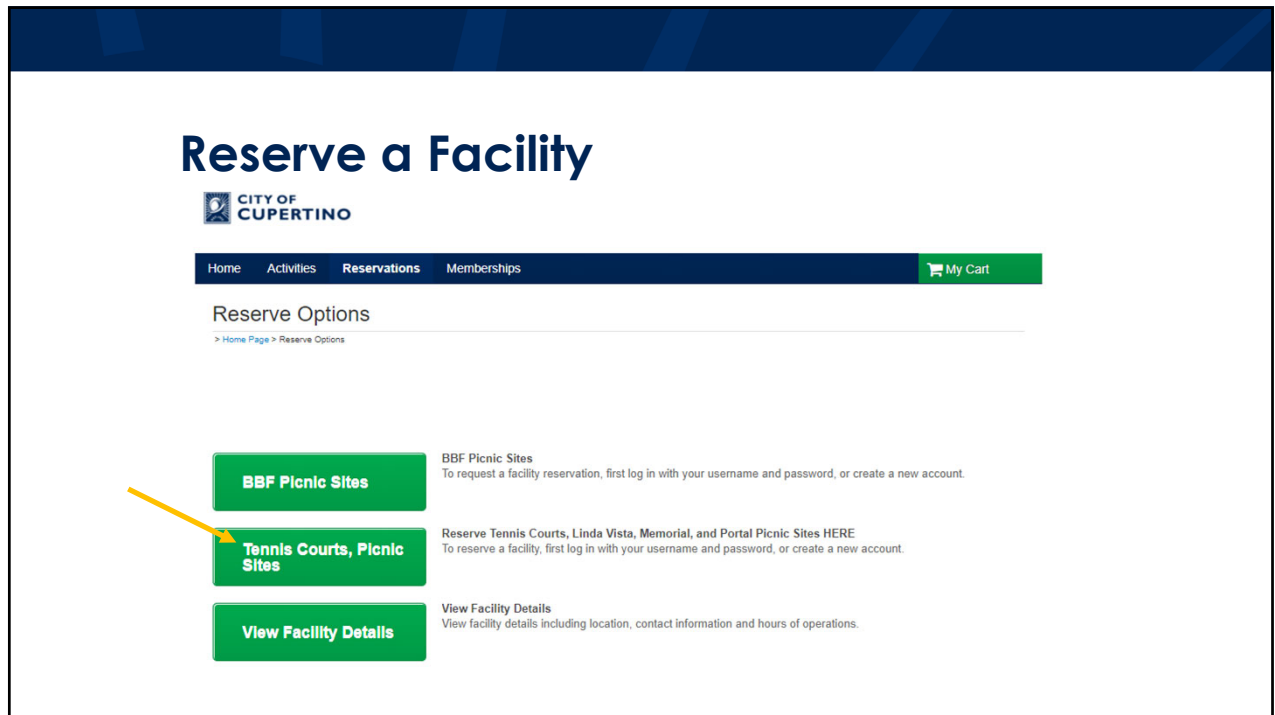 Reserve a Facility
CITY OF
CUPERTINO
Home Activities Reservations Memberships My Cart
Reserve Options
> Home Page > Reserve Options
BBF Picnic Sites
BBF Picnic Sites
To request a facility reservation, first log in with your username and password, or create a new account.
Tennis Courts, Picnic
Sites
Reserve Tennis Courts, Linda Vista, Memorial, and Portal Picnic Sites HERE
To reserve a facility, first log in with your username and password, or create a new account.
View Facility Details
View Facility Details
View facility details including location, contact information and hours of operations.